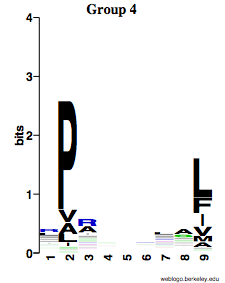 Group 4
4
3
2
1
0
bits
P
V
A
L
R
A
L
A
L
F
I
V
M
A
1 2 3 4 5 6 7 8 9
weblogo.berkeley.edu